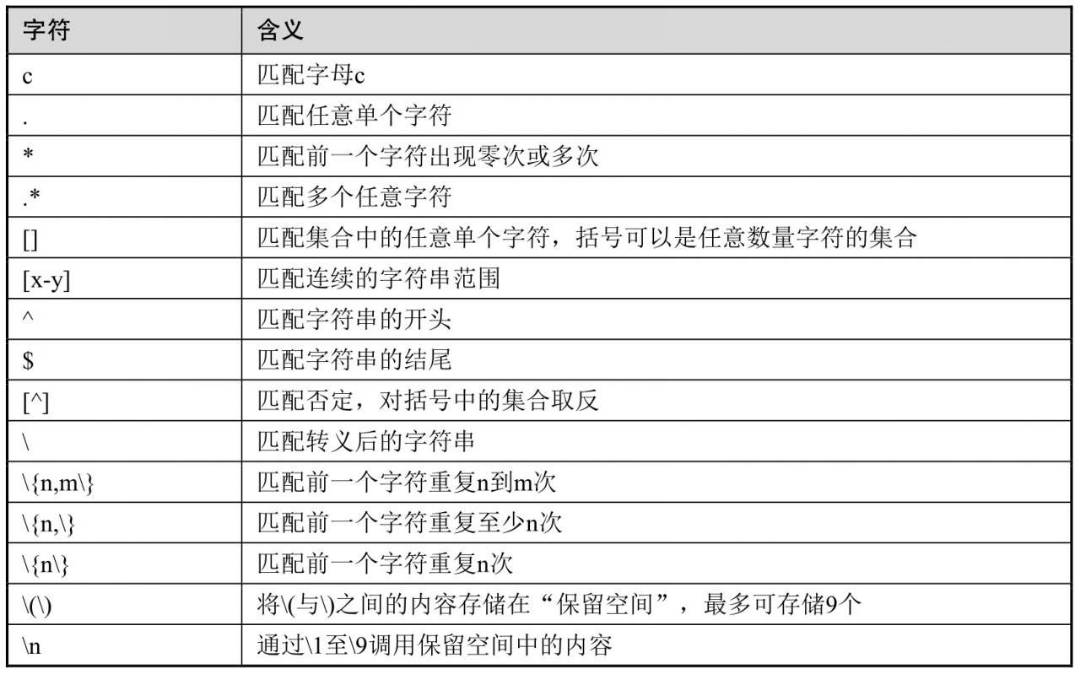 字符 含义
c 匹配字母c
. 匹配任意单个字符
* 匹配前一个字符出现零次或多次
.* 匹配多个任意字符
[] 匹配集合中的任意单个字符，括号可以是任意数量字符的集合
[x-y] 匹配连续的字符串范围
^ 匹配字符串的开头
$ 匹配字符串的结尾
[^] 匹配否定，对括号中的集合取反
\ 匹配转义后的字符串
\{n,m\} 匹配前一个字符重复n到m次
\{n,\} 匹配前一个字符重复至少n次
\{n\} 匹配前一个字符重复n次
\(\) 将\(与\)之间的内容存储在“保留空间”，最多可存储9个
\n 通过\1至\9调用保留空间中的内容